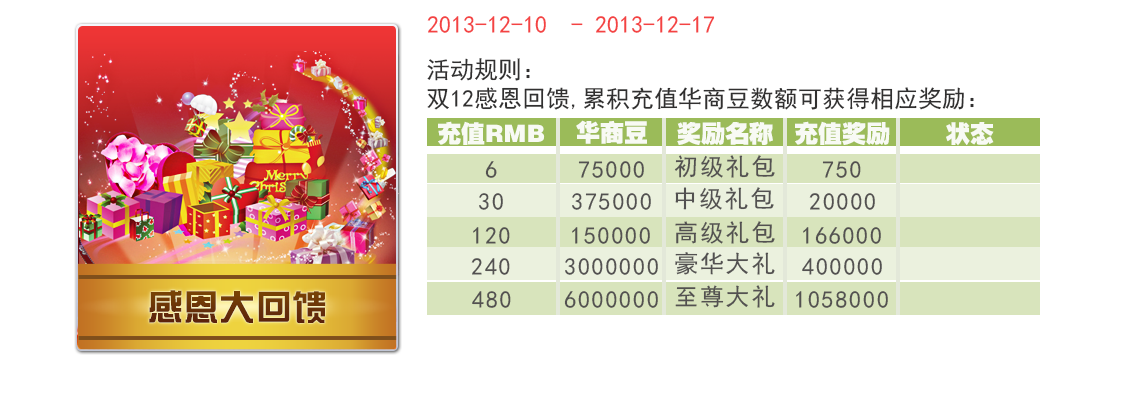 2013-12-10 - 2013-12-17
活动规则：
双12感恩回馈,累积充值华商豆数额可获得相应奖励：
充值RMB 华商豆 奖励名称 充值奖励 状态
6 75000 初级礼包 750
30 375000 中级礼包 20000
120 150000 高级礼包 166000
240 3000000 豪华大礼 400000
480 6000000 至尊大礼 1058000
Merry
Christ
感恩大回馈